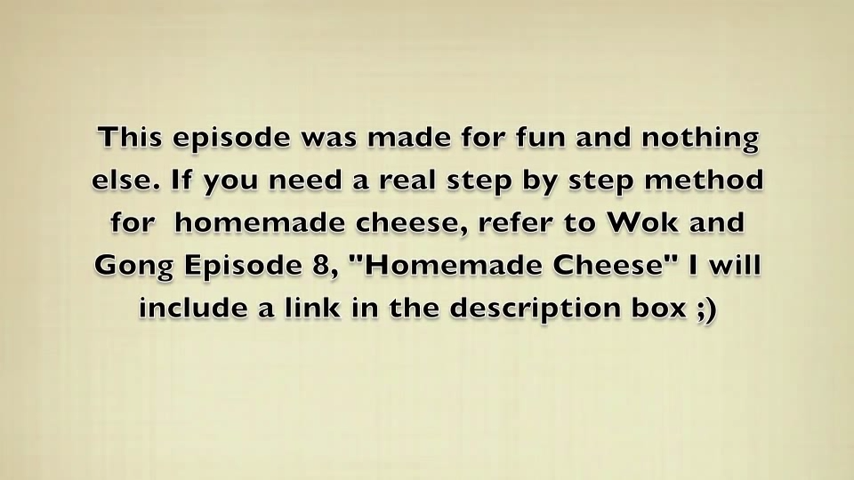 This episode was made for fun and nothing
else. If you need a real step by step method
for  homemade cheese, refer to Wok and
Gong Episode 8, "Homemade Cheese" I will
include a link in the description box ;)